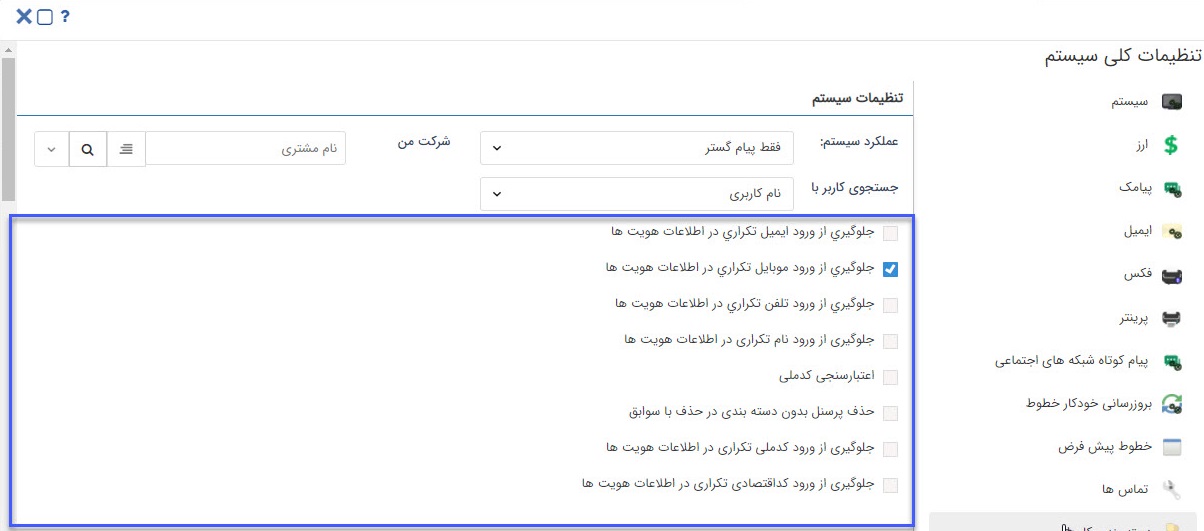 ?
تنظیمات کلی سیستم
سیستم
ارز
پیامک
ایمیل
فکس
پرینتر
پیام کوتاه شبکه های اجتماعی
بروزرسانی خودکار خطوط
خطوط پیش فرض
تماس ها
تنظیمات سیستم
عملکرد سیستم: فقط پیام گستر شرکت من نام مشتری
جستجوی کاربر با نام کاربری
جلوگيري از ورود ايميل تکراري در اطلاعات هويت ها
جلوگيري از ورود موبايل تکراري در اطلاعات هويت ها
جلوگيري از ورود تلفن تکراري در اطلاعات هويت ها
جلوگیری از ورود نام تکراری در اطلاعات هویت ها
اعتبارسنجی کدملی
حذف پرسنل بدون دسته بندی در حذف با سوابق
جلوگیری از ورود کدملی تکراری در اطلاعات هویت ها
جلوگیری از ورود کداقتصادی تکراری در اطلاعات هویت ها